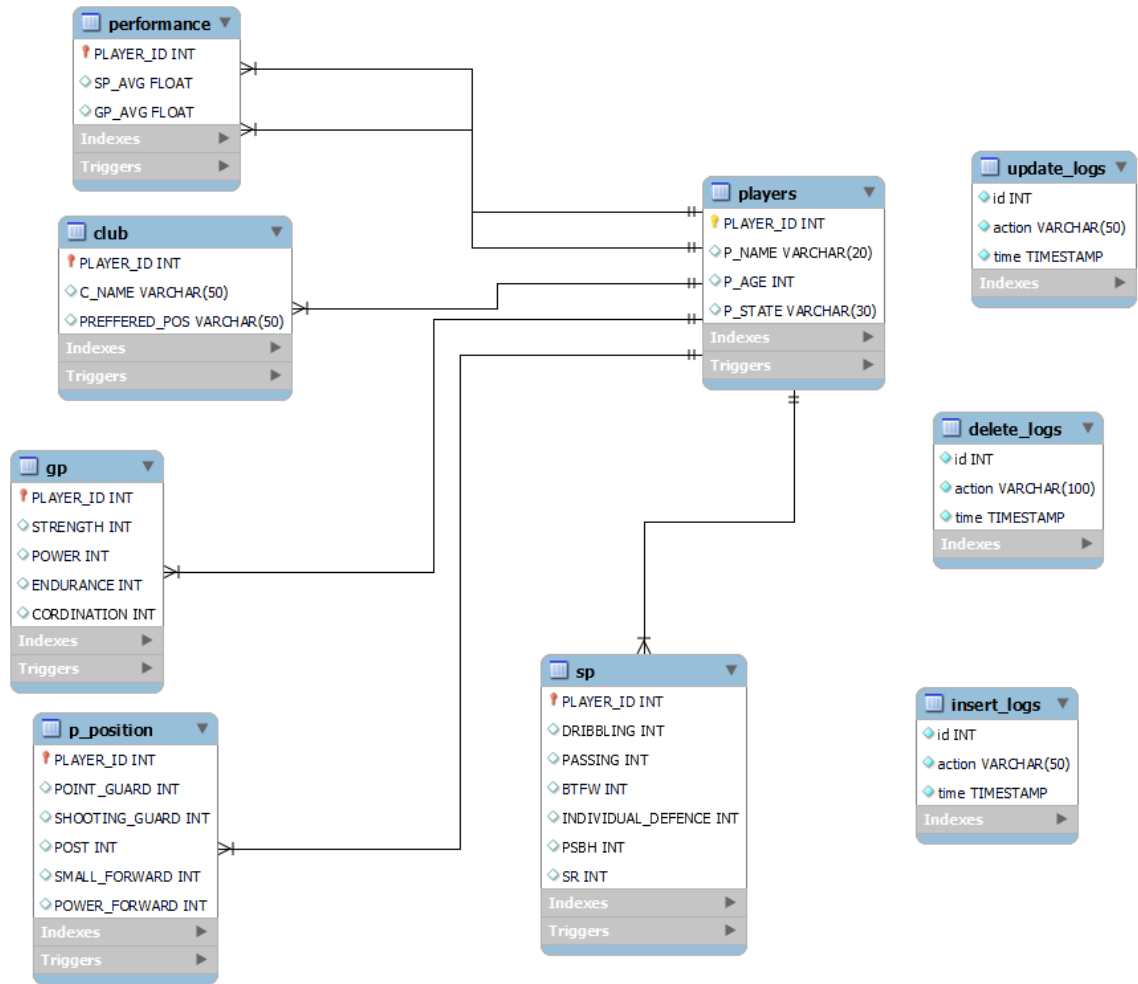 performance
PLAYER_ID INT
SP_AVG FLOAT
GP_AVG FLOAT
Indexes
Triggers
club
PLAYER_ID INT
C_NAME VARCHAR(50)
PREFFERED_POS VARCHAR(50)
Indexes
Triggers
gp
PLAYER_ID INT
STRENGTH INT
POWER INT
ENDURANCE INT
CORDINATION INT
Indexes
Triggers
p_position
PLAYER_ID INT
POINT_GUARD INT
SHOOTING_GUARD INT
POST INT
SMALL_FORWARD INT
POWER_FORWARD INT
Indexes
Triggers
players
PLAYER_ID INT
P_NAME VARCHAR(20)
P_AGE INT
P_STATE VARCHAR(30)
Indexes
Triggers
sp
PLAYER_ID INT
DRIBBLING INT
PASSING INT
BTFW INT
INDIVIDUAL_DEFENCE INT
PSBH INT
SR INT
Indexes
Triggers
update_logs
id INT
action VARCHAR(50)
time TIMESTAMP
Indexes
delete_logs
id INT
action VARCHAR(100)
time TIMESTAMP
Indexes
insert_logs
id INT
action VARCHAR(50)
time TIMESTAMP
Indexes